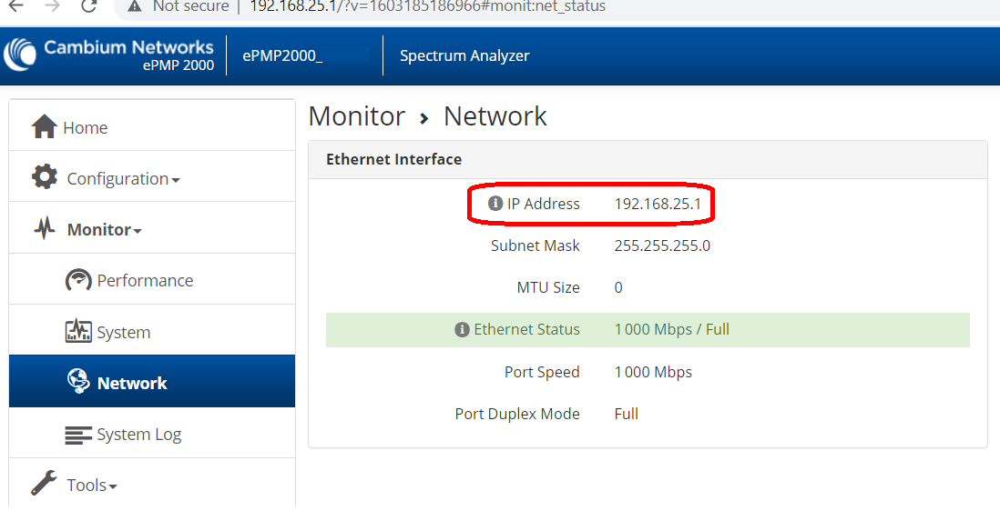 Not secure | 192.168.25.1/?v=1603185186966#monit:net_status
Cambium Networks
ePMP 2000
ePMP2000_
Spectrum Analyzer
Home
Configuration
Monitor
Performance
System
Network
System Log
Tools
Monitor > Network
Ethernet Interface
IP Address 192.168.25.1
Subnet Mask 255.255.255.0
MTU Size 0
Ethernet Status 1000 Mbps / Full
Port Speed 1000 Mbps
Port Duplex Mode Full